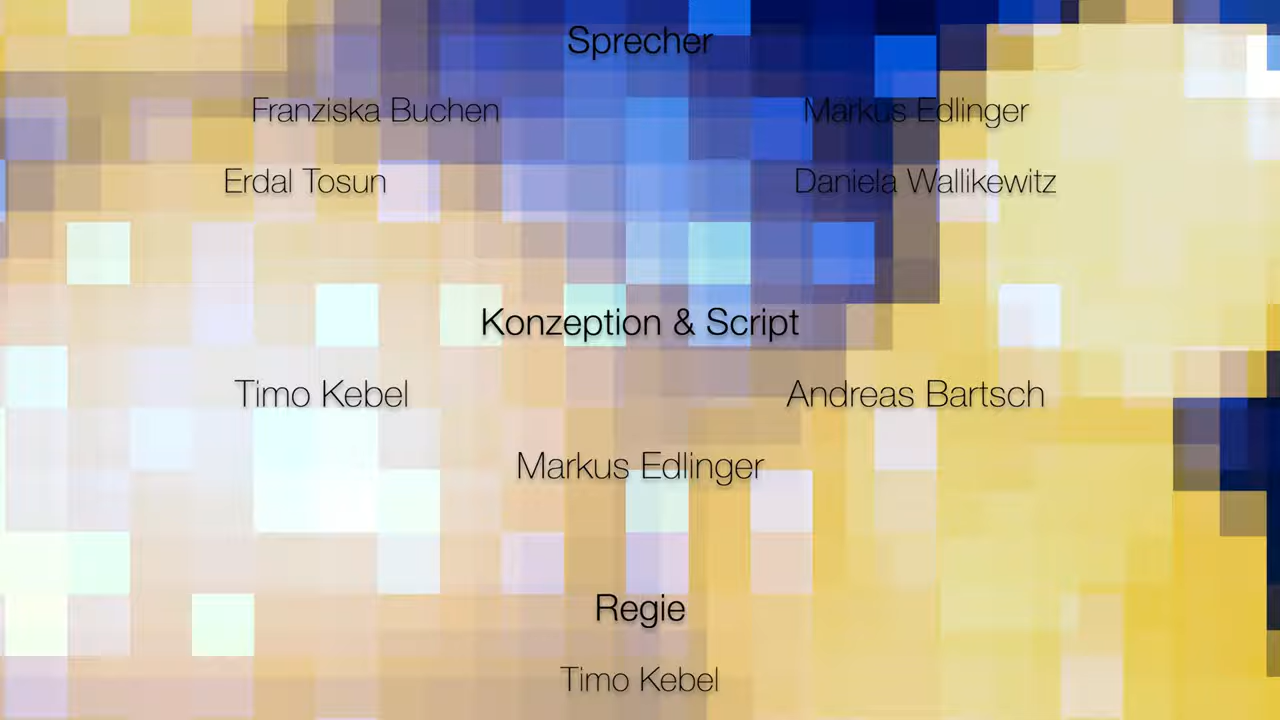 Sprecher
Franziska Buchen Markus Edlinger
Erdal Tosun Daniela Wallikewitz
Konzeption & Script
Timo Kebel Andreas Bartsch
Markus Edlinger
Regie
Timo Kebel